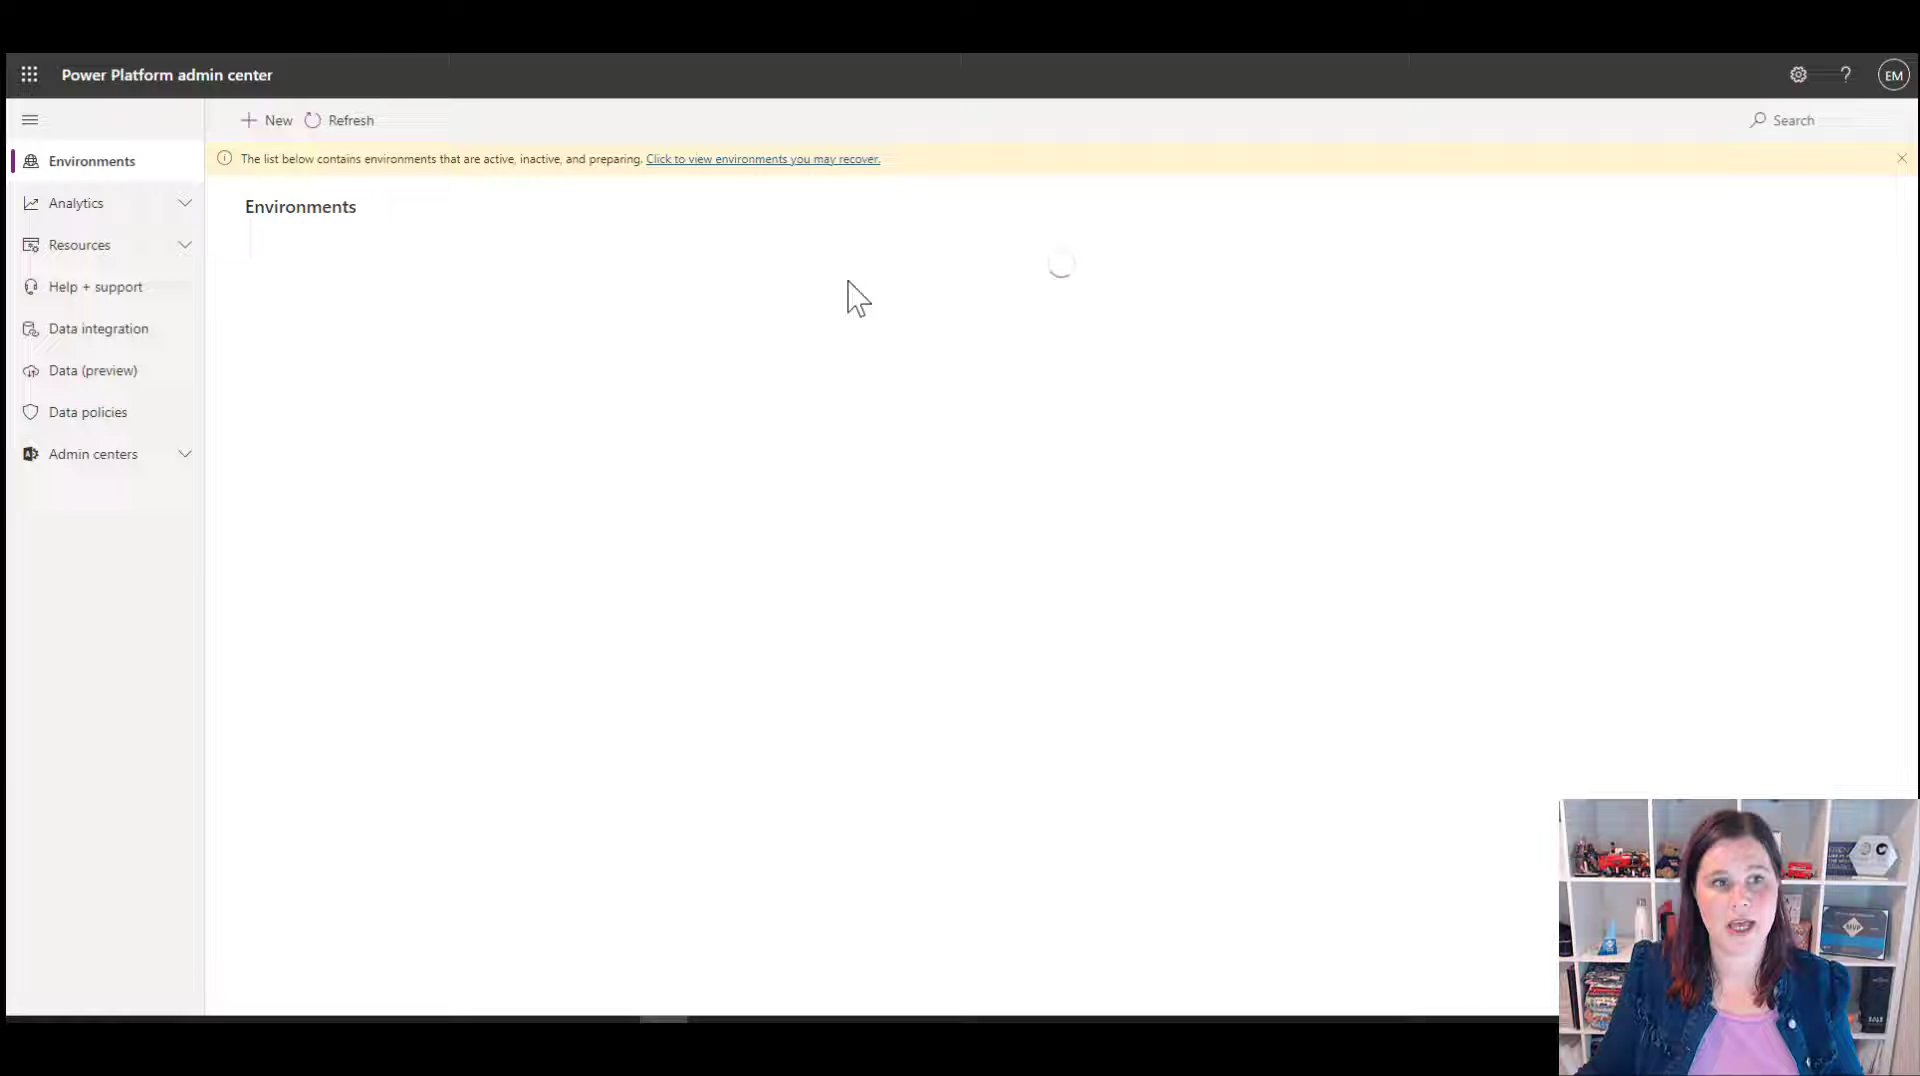 Power Platform admin center
?
EM
New
Refresh
Search
The list below contains environments that are active, inactive, and preparing. Click to view environments you may recover.
Environments
Environments
Analytics
Resources
Help + support
Data integration
Data (preview)
Data policies
Admin centers
MVP